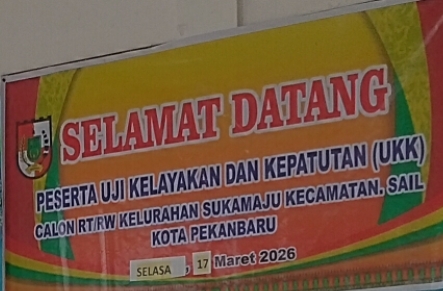 SELAMAT DATANG
PESERTA UJI KELAYAKAN DAN KEPATUTAN (UKK)
CALON RT/RW KELURAHAN SUKAMAJU KECAMATAN. SAIL
KOTA PEKANBARU
SELASA, 17 Maret 2026